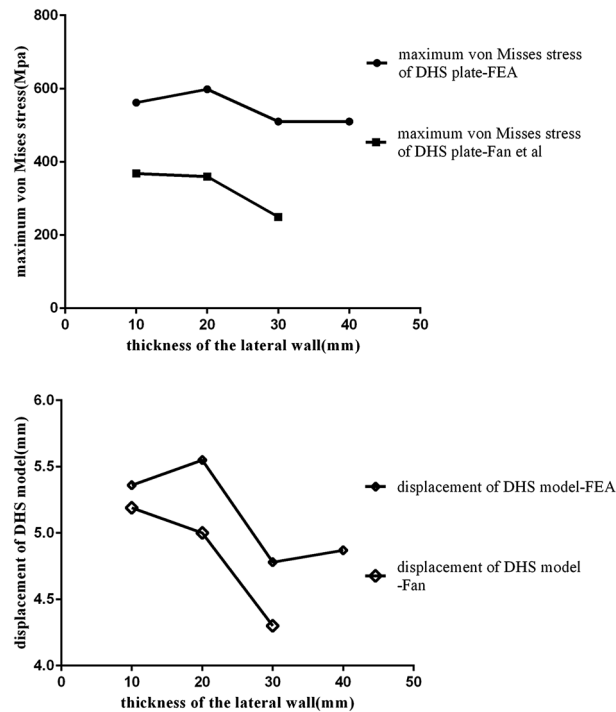 800
600
400
200
0
maximum von Mises stress(Mpa)
0 10 20 30 40 50
thickness of the lateral wall(mm)
maximum von Misses stress
of DHS plate-FEA
maximum von Misses stress
of DHS plate-Fan et al
6.0
5.5
5.0
4.5
4.0
displacement of DHS model(mm)
0 10 20 30 40 50
thickness of the lateral wall(mm)
displacement of DHS model-FEA
displacement of DHS model
-Fan